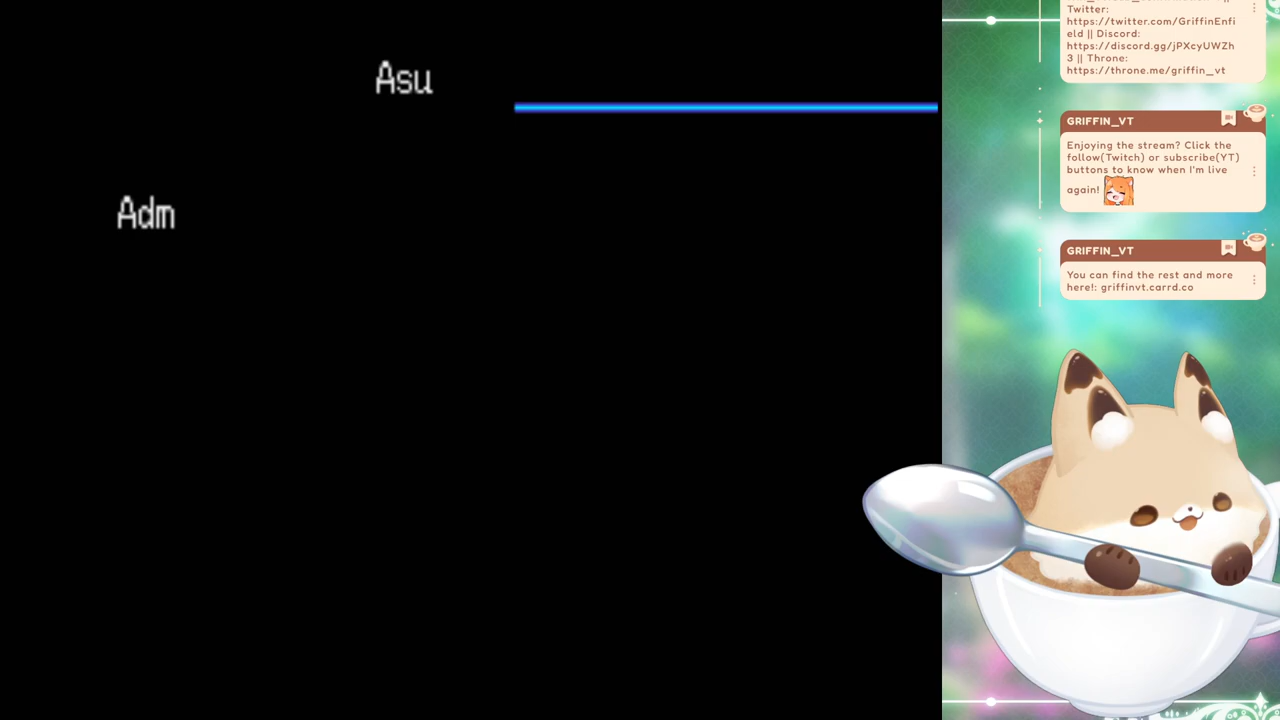 Asu
Adm
Twitter:
https://twitter.com/GriffinEnfi
eld || Discord:
https://discord.gg/jPXcyUWZh
3 || Throne:
https://throne.me/griffin_vt
GRIFFIN_VT
Enjoying the stream? Click the
follow(Twitch) or subscribe(YT)
buttons to know when I'm live
again!
GRIFFIN_VT
You can find the rest and more
here!: griffinvt.carrd.co